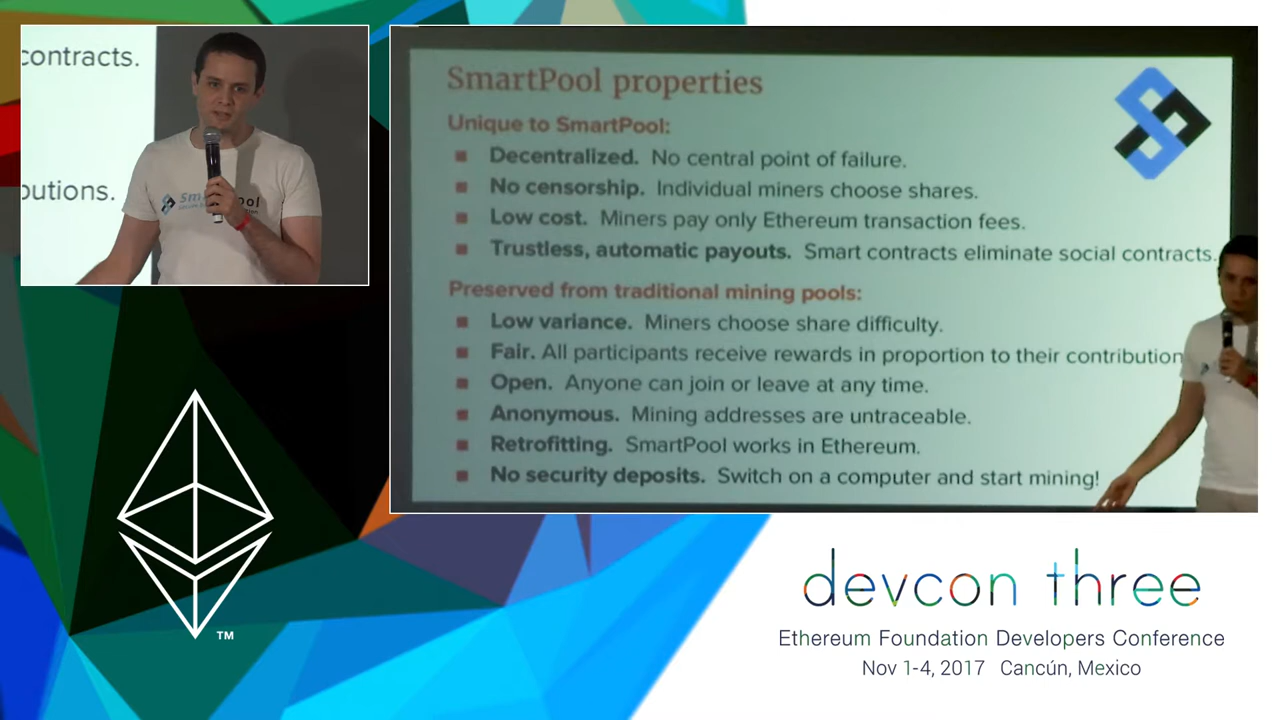 contracts.
butions.
SmartPool properties
Unique to SmartPool:
Decentralized. No central point of failure.
No censorship. Individual miners choose shares.
Low cost. Miners pay only Ethereum transaction fees.
Trustless, automatic payouts. Smart contracts eliminate social contracts.
Preserved from traditional mining pools:
Low variance. Miners choose share difficulty.
Fair. All participants receive rewards in proportion to their contribution
Open. Anyone can join or leave at any time.
Anonymous. Mining addresses are untraceable.
Retrofitting. SmartPool works in Ethereum.
No security deposits. Switch on a computer and start mining!
TM
devcon three
Ethereum Foundation Developers Conference
Nov 1-4, 2017 Cancún, Mexico